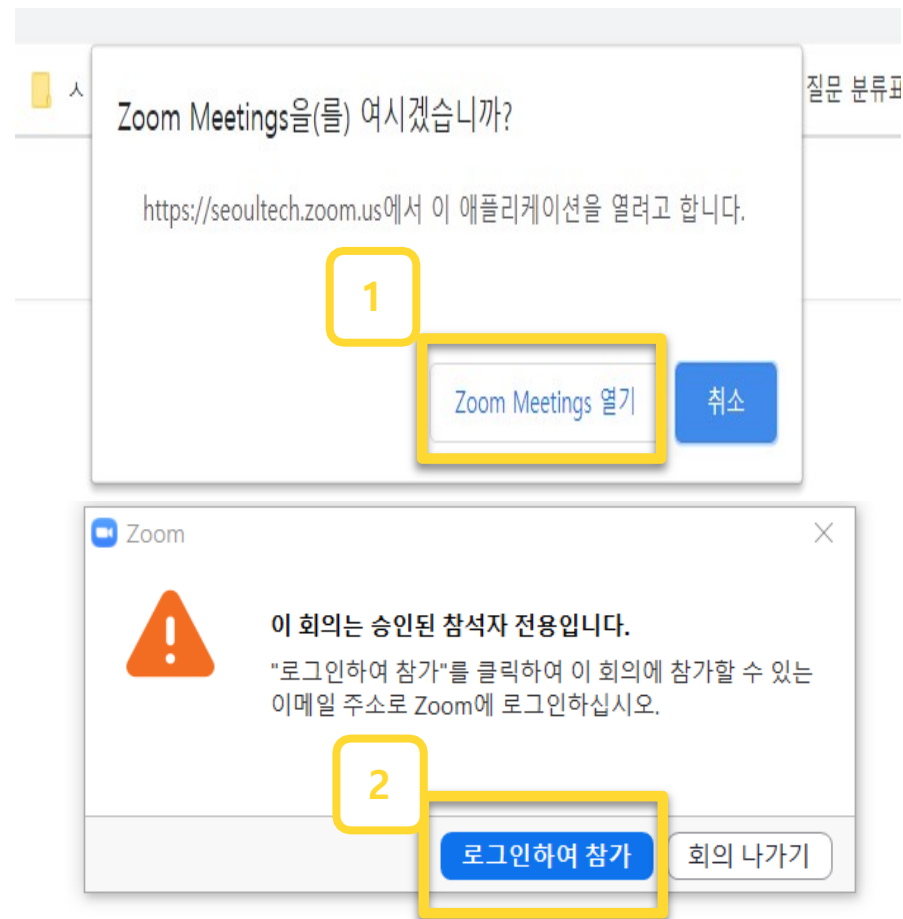 ㅅ
질문 분류표
Zoom Meetings을(를) 여시겠습니까?
https://seoultech.zoom.us에서 이 애플리케이션을 열려고 합니다.
1
Zoom Meetings 열기
취소
Zoom
이 회의는 승인된 참석자 전용입니다.
"로그인하여 참가"를 클릭하여 이 회의에 참가할 수 있는
이메일 주소로 Zoom에 로그인하십시오.
2
로그인하여 참가
회의 나가기